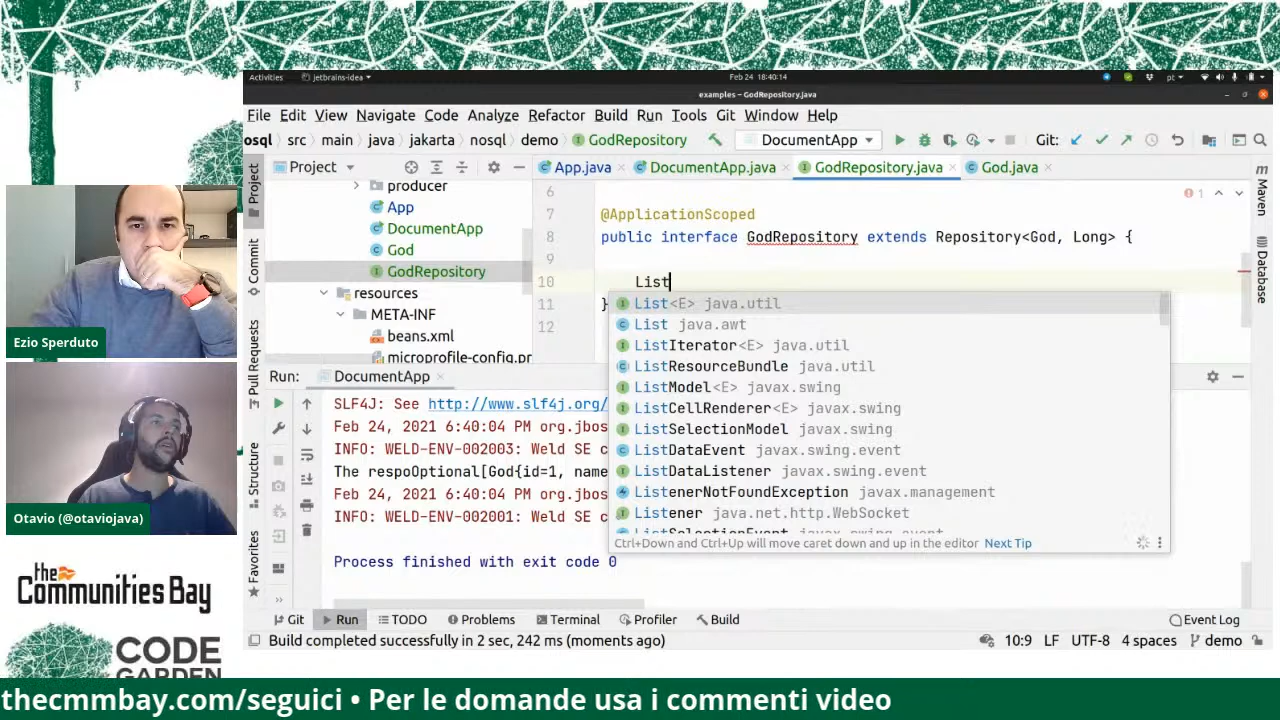 Activities
jetbrains-idea
Feb 24 18:40:14
pt
examples – GodRepository.java
File Edit View Navigate Code Analyze Refactor Build Run Tools Git Window Help
osql src main java jakarta nosql demo GodRepository
DocumentApp
Git:
Project
App.java
DocumentApp.java
GodRepository.java
God.java
Project
Commit
Pull Requests
Structure
Favorites
producer
App
DocumentApp
God
GodRepository
resources
META-INF
beans.xml
microprofile-config.pr
6
7 @ApplicationScoped
8 public interface GodRepository extends Repository<God, Long> {
9
10 List
11 }
12
1
Maven
Database
List<E> java.util
List java.awt
ListIterator<E> java.util
ListResourceBundle java.util
ListModel<E> javax.swing
ListCellRenderer<E> javax.swing
ListSelectionModel javax.swing
ListDataEvent javax.swing.event
ListDataListener javax.swing.event
ListenerNotFoundException javax.management
Listener java.net.http.WebSocket
ListSelectionEvent javax.swing.event
Ctrl+Down and Ctrl+Up will move caret down and up in the editor Next Tip
Run: DocumentApp
SLF4J: See http://www.slf4j.org/
Feb 24, 2021 6:40:04 PM org.jbos
INFO: WELD-ENV-002003: Weld SE c
The respoOptional[God{id=1, name
Feb 24, 2021 6:40:04 PM org.jbos
INFO: WELD-ENV-002001: Weld SE c
Process finished with exit code 0
Git Run TODO Problems Terminal Profiler Build Event Log
Build completed successfully in 2 sec, 242 ms (moments ago)
10:9 LF UTF-8 4 spaces demo
Ezio Sperduto
Otavio (@otaviojava)
the
Communities Bay
CODE
GARDEN
thecmmbay.com/seguici • Per le domande usa i commenti video